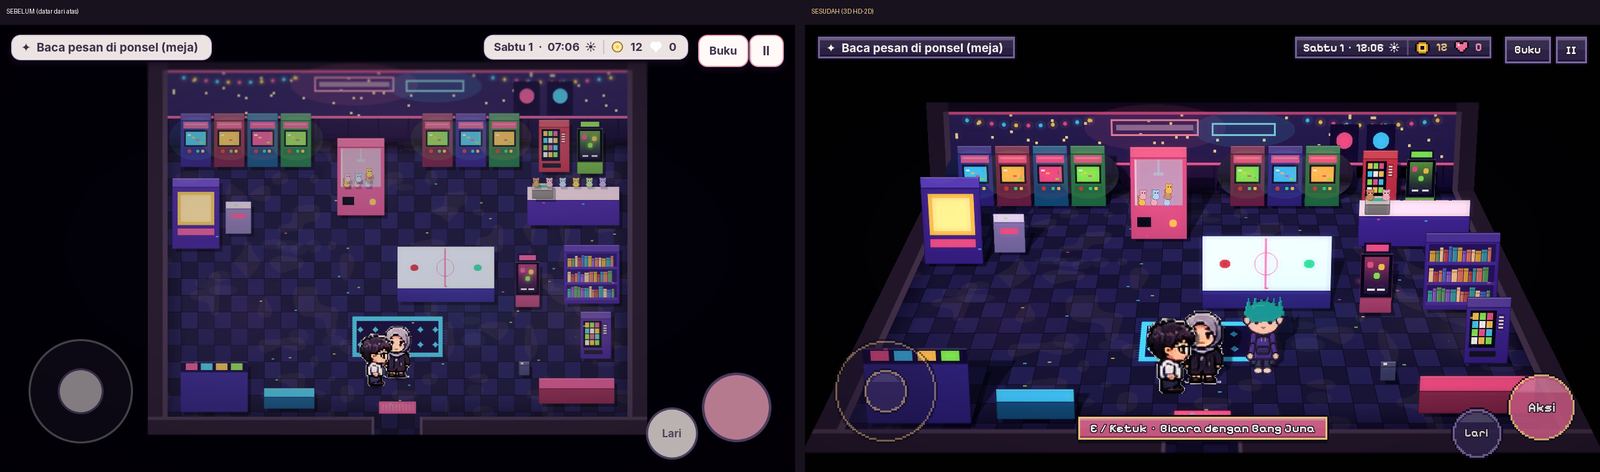 SEBELUM (datar dari atas)
✦ Baca pesan di ponsel (meja)
Sabtu 1 · 07:06 ☀ 12 0
Buku
II
Lari
SESUDAH (3D HD-2D)
✦ Baca pesan di ponsel (meja)
Sabtu 1 · 18:06 ☀ 12 0
Buku
II
E / Ketuk · Bicara dengan Bang Juna
Aksi
Lari